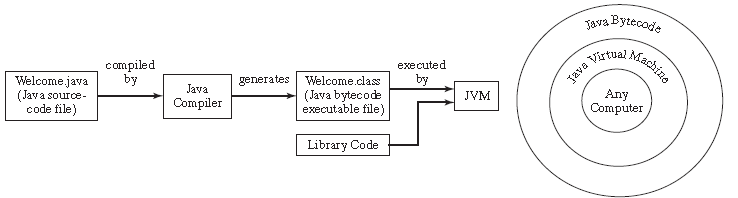 compiled
by
Welcome.java
(Java source-
code file)
Java
Compiler
generates
Welcome.class
(Java bytecode
executable file)
executed
by
JVM
Library Code
Java Bytecode
Java Virtual Machine
Any
Computer